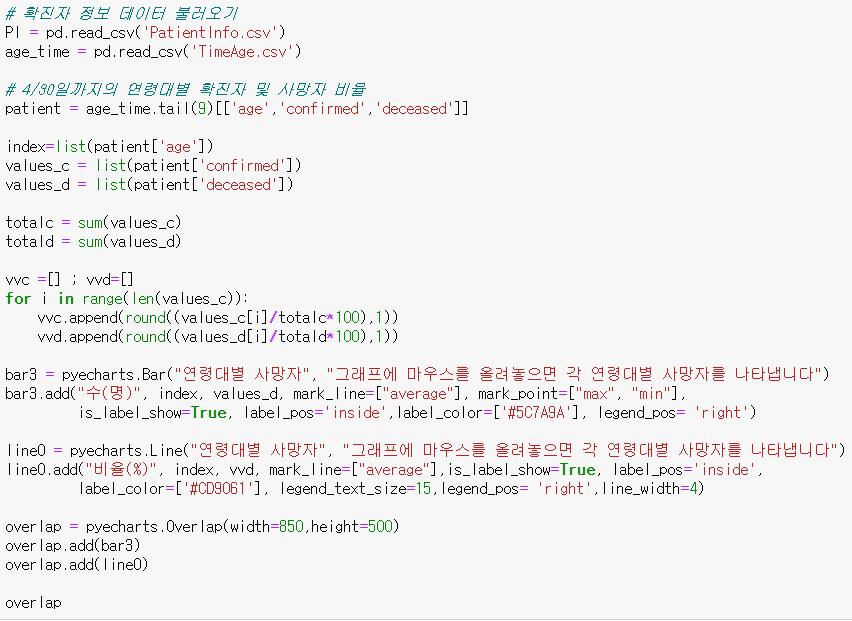 # 확진자 정보 데이터 불러오기
PI = pd.read_csv('PatientInfo.csv')
age_time = pd.read_csv('TimeAge.csv')
# 4/30일까지의 연령대별 확진자 및 사망자 비율
patient = age_time.tail(9)[['age','confirmed','deceased']]
index=list(patient['age'])
values_c = list(patient['confirmed'])
values_d = list(patient['deceased'])
totalc = sum(values_c)
totald = sum(values_d)
vvc =[] ; vvd=[]
for i in range(len(values_c)):
    vvc.append(round((values_c[i]/totalc*100),1))
    vvd.append(round((values_d[i]/totald*100),1))
bar3 = pyecharts.Bar("연령대별 사망자", "그래프에 마우스를 올려놓으면 각 연령대별 사망자를 나타냅니다")
bar3.add("수(명)", index, values_d, mark_line=["average"], mark_point=["max", "min"],
         is_label_show=True, label_pos='inside',label_color=['#5C7A9A'], legend_pos= 'right')
line0 = pyecharts.Line("연령대별 사망자", "그래프에 마우스를 올려놓으면 각 연령대별 사망자를 나타냅니다")
line0.add("비율(%)", index, vvd, mark_line=["average"],is_label_show=True, label_pos='inside',
         label_color=['#CD9061'], legend_text_size=15,legend_pos= 'right',line_width=4)
overlap = pyecharts.Overlap(width=850,height=500)
overlap.add(bar3)
overlap.add(line0)
overlap